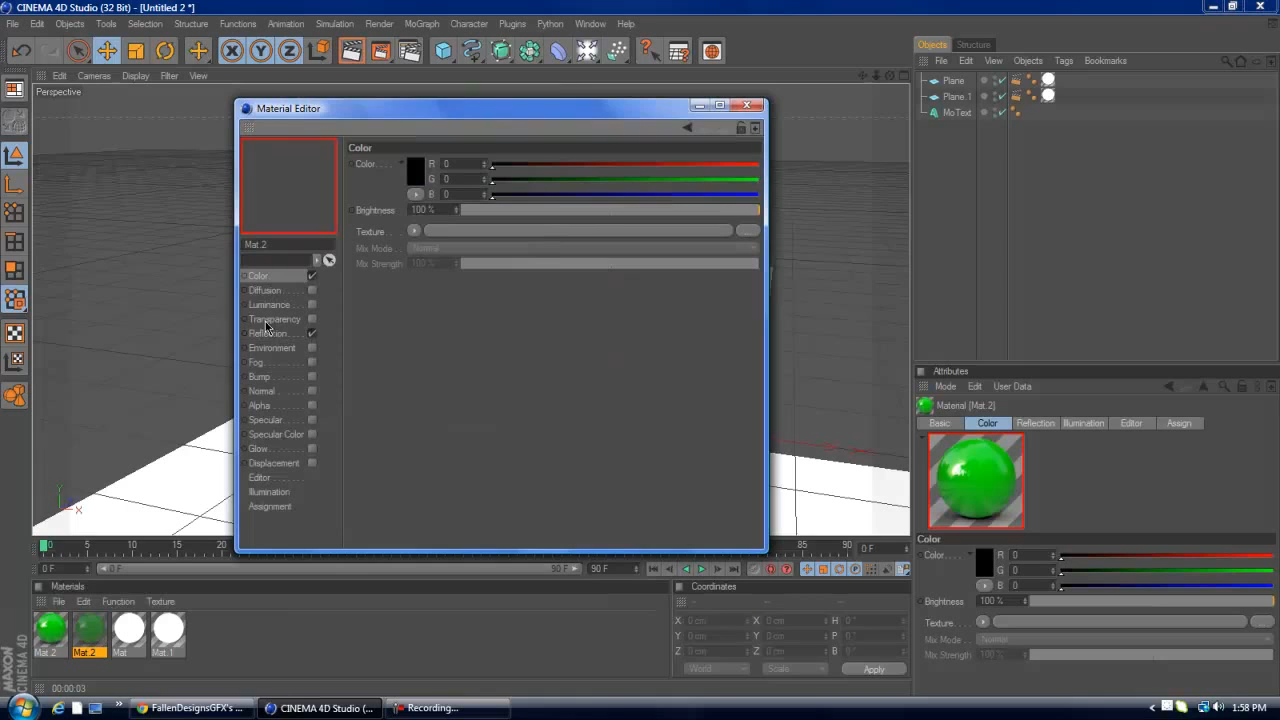 CINEMA 4D Studio (32 Bit) - [Untitled 2 *]
File Edit Objects Tools Selection Structure Functions Animation Simulation Render MoGraph Character Plugins Python Window Help
Objects Structure
File Edit View Objects Tags Bookmarks
Edit Cameras Display Filter View
Perspective
Plane
Plane.1
MoText
Material Editor
Color
Color
R 0
G 0
B 0
Brightness 100 %
Texture
...
Mix Mode Normal
Mix Strength 100 %
Mat.2
Color
Diffusion
Luminance
Transparency
Reflection
Environment
Fog
Bump
Normal
Alpha
Specular
Specular Color
Glow
Displacement
Editor
Illumination
Assignment
Y
X
Attributes
Mode Edit User Data
Material [Mat.2]
Basic Color Reflection Illumination Editor Assign
Color
Color
R 0
G 0
B 0
Brightness 100 %
Texture
...
Mix Mode Normal
Mix Strength 100 %
0 5 10 15 20 85 90 0 F
0 F 0 F 90 F 90 F
Materials
File Edit Function Texture
Mat.2 Mat.2 Mat Mat.1
Coordinates
X 0 cm X 0 cm H 0°
Y 0 cm Y 0 cm P 0°
Z 0 cm Z 0 cm B 0°
World Scale Apply
MAXON
CINEMA 4D
00:00:03
FallenDesignsGFX's ...
CINEMA 4D Studio (...
Recording...
1:58 PM